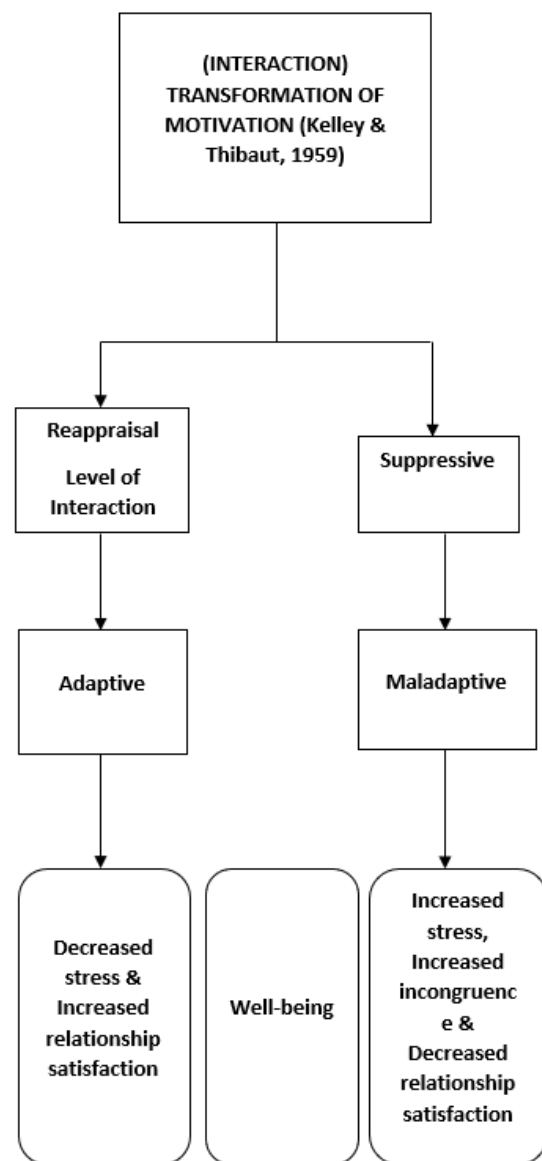 (INTERACTION)
TRANSFORMATION OF
MOTIVATION (Kelley &
Thibaut, 1959)
Reappraisal
Level of
Interaction
Suppressive
Adaptive
Maladaptive
Decreased
stress &
Increased
relationship
satisfaction
Well-being
Increased
stress,
Increased
incongruenc
e &
Decreased
relationship
satisfaction